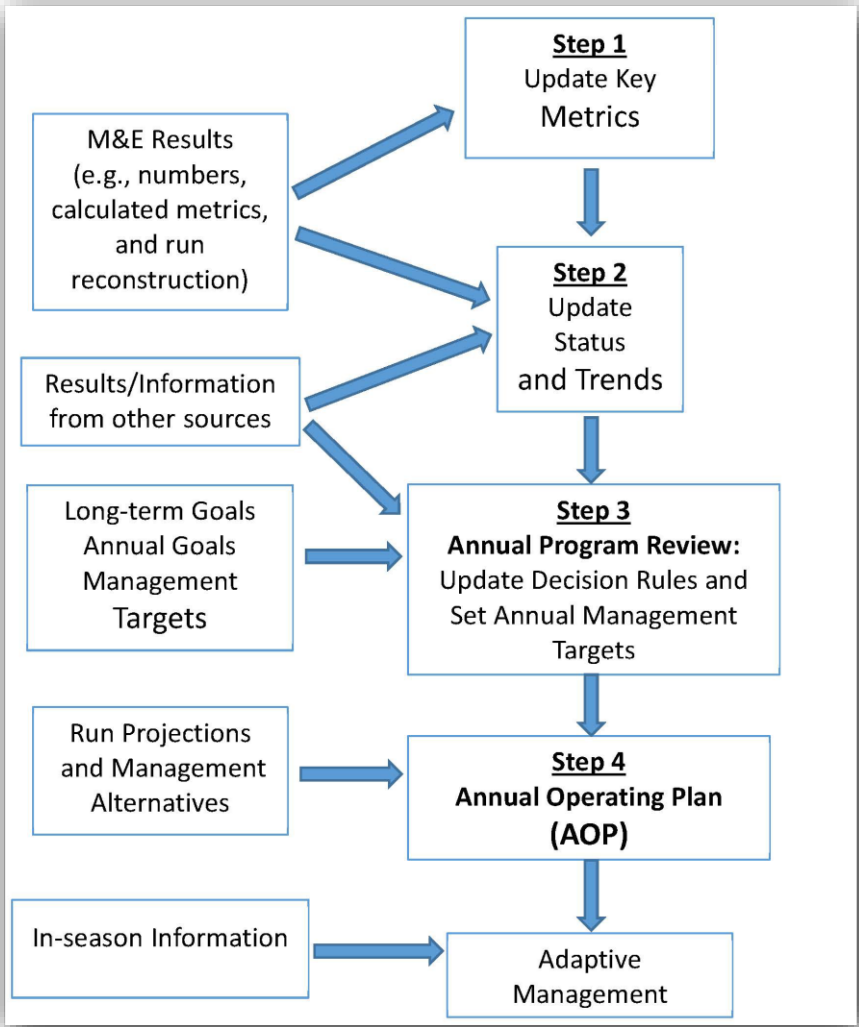 Step 1
Update Key
Metrics
M&E Results
(e.g., numbers,
calculated metrics,
and run
reconstruction)
Step 2
Update
Status
and Trends
Results/Information
from other sources
Long-term Goals
Annual Goals
Management
Targets
Step 3
Annual Program Review:
Update Decision Rules and
Set Annual Management
Targets
Run Projections
and Management
Alternatives
Step 4
Annual Operating Plan
(AOP)
In-season Information
Adaptive
Management